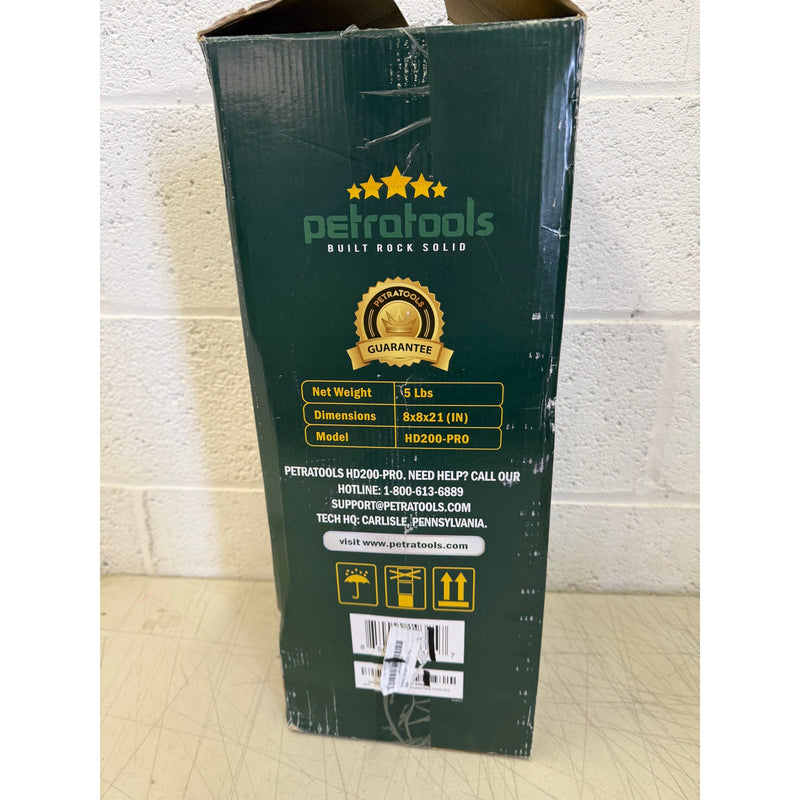 petratools
BUILT ROCK SOLID
PETRATOOLS
GUARANTEE
Net Weight 5 Lbs
Dimensions 8x8x21 (IN)
Model HD200-PRO
PETRATOOLS HD200-PRO. NEED HELP? CALL OUR
HOTLINE: 1-800-613-6889
SUPPORT@PETRATOOLS.COM
TECH HQ: CARLISLE, PENNSYLVANIA.
visit www.petratools.com
8 7